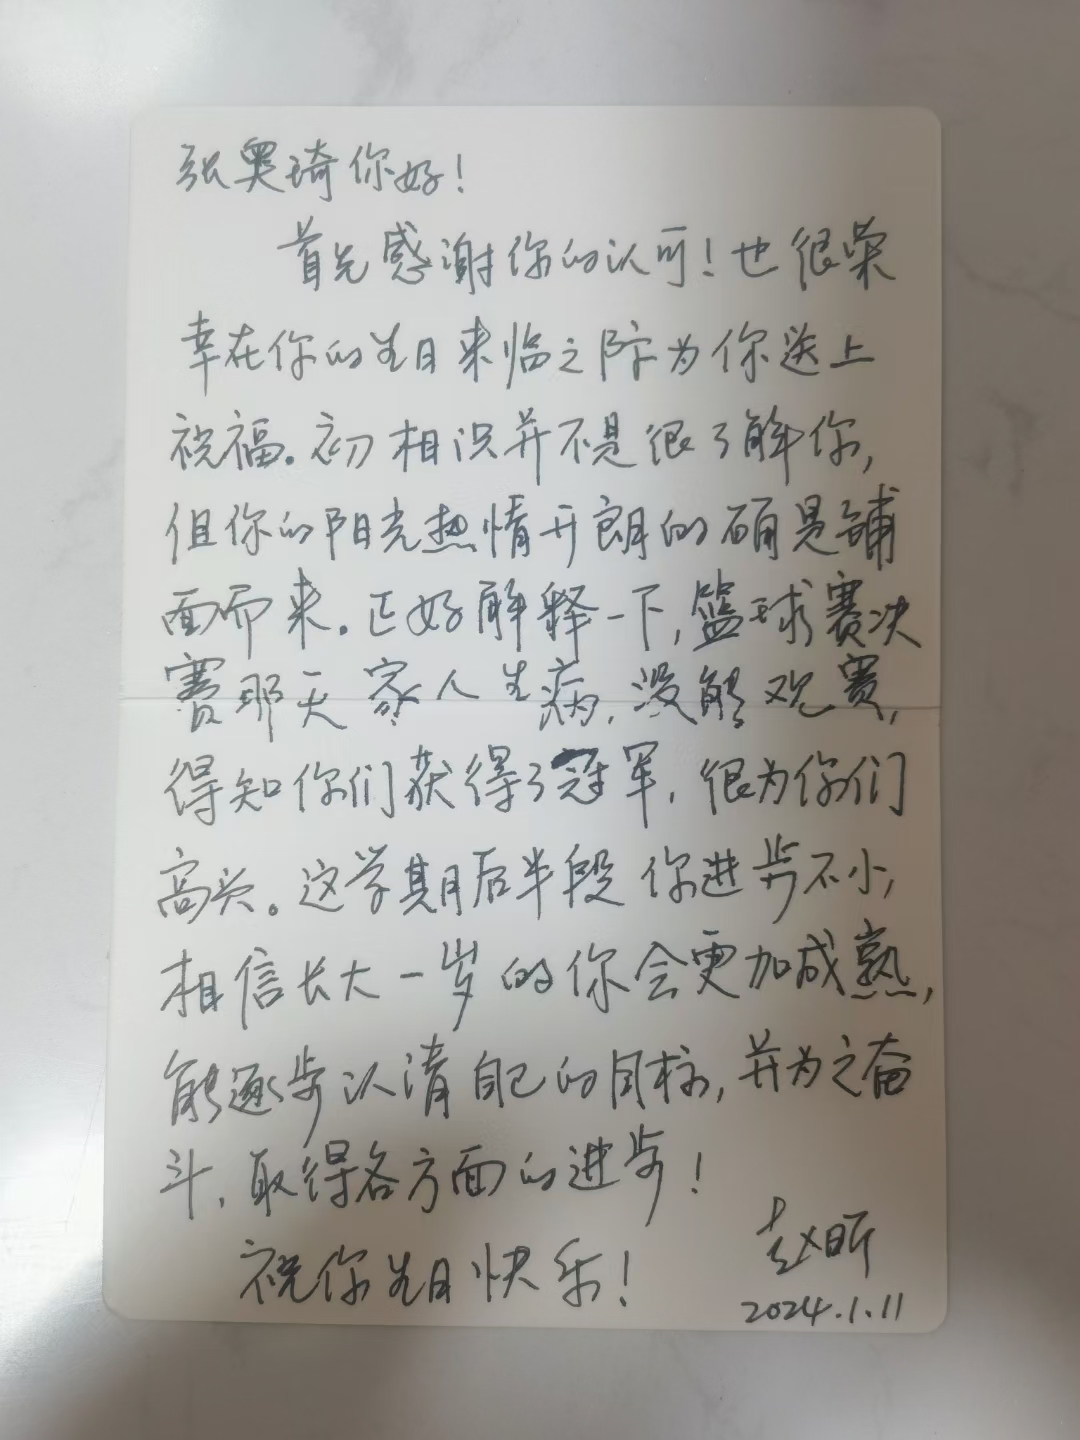 张奥琦你好！
首先感谢你的认可！也很荣
幸在你的生日来临之际为你送上
祝福。初相识并不是很了解你，
但你的阳光热情开朗的确是铺
面而来。正好解释一下，篮球赛决
赛那天家人生病，没能观赛，
得知你们获得了冠军，很为你们
高兴。这学期后半段你进步不小，
相信长大一岁的你会更加成熟，
能逐步认清自己的目标，并为之奋
斗，取得各方面的进步！
祝你生日快乐！
赵昕
2024.1.11